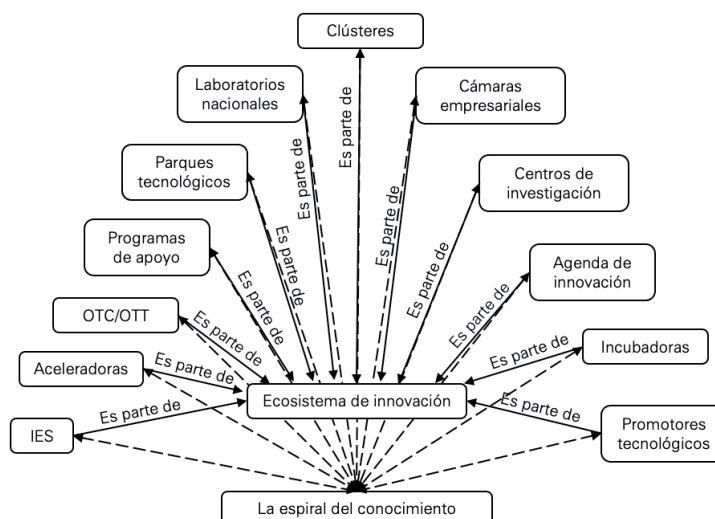 Clústeres
Es parte de
Laboratorios
nacionales
Es parte de
Cámaras
empresariales
Es parte de
Parques
tecnológicos
Es parte de
Centros de
investigación
Es parte de
Programas
de apoyo
Es parte de
Agenda de
innovación
Es parte de
OTC/OTT
Es parte de
Incubadoras
Es parte de
Aceleradoras
Es parte de
Ecosistema de innovación
IES
Es parte de
Promotores
tecnológicos
Es parte de
La espiral del conocimiento